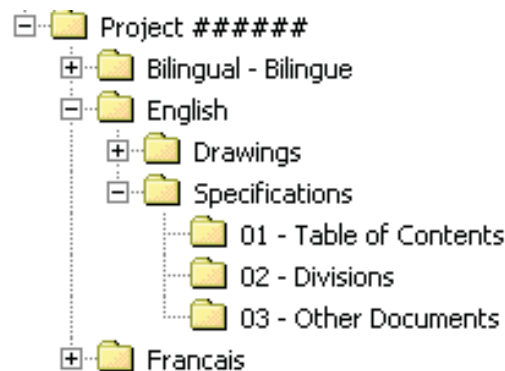 Project ######
Bilingual - Bilingue
English
Drawings
Specifications
01 - Table of Contents
02 - Divisions
03 - Other Documents
Francais